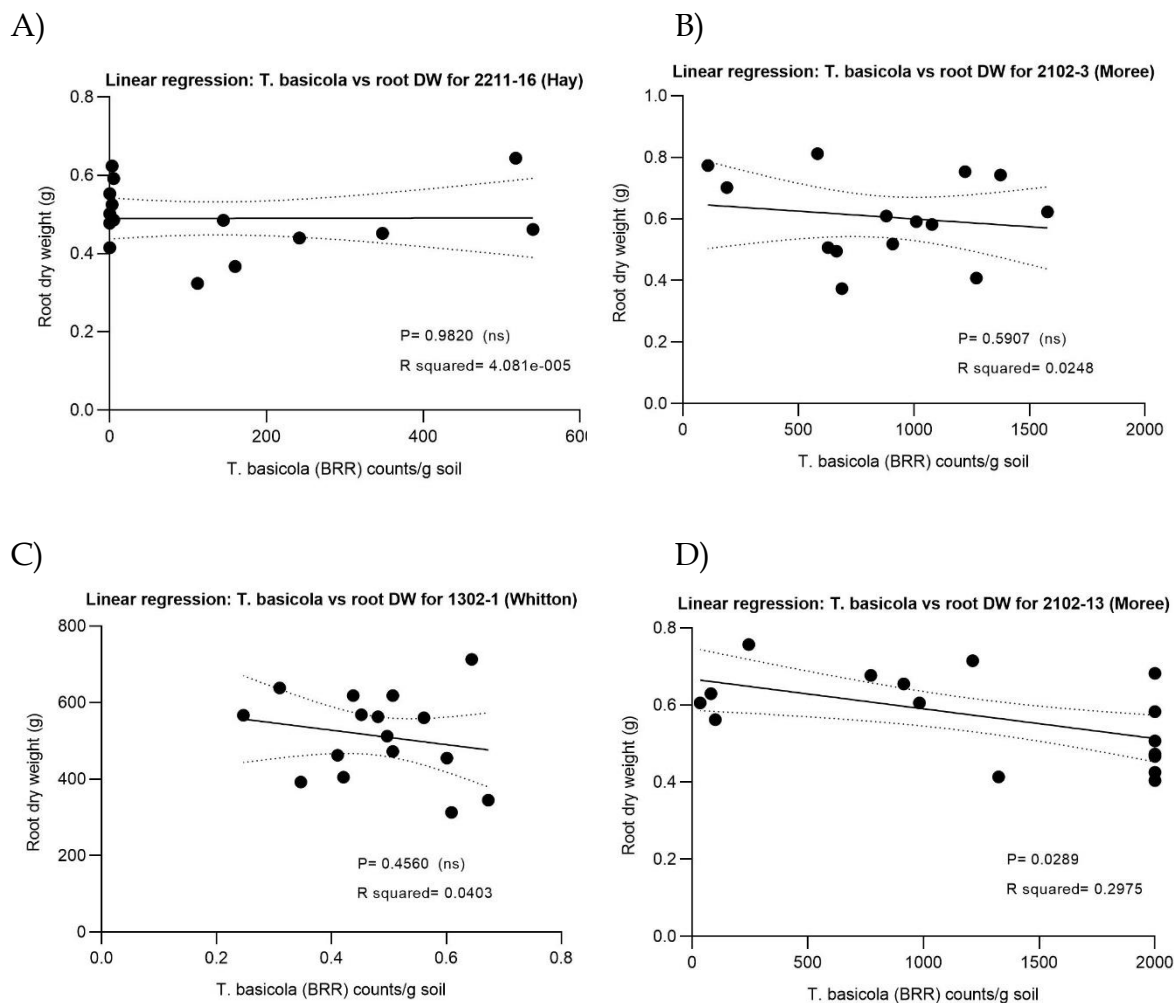 A)
Linear regression: T. basicola vs root DW for 2211-16 (Hay)
0.8
0.6
0.4
0.2
0.0
Root dry weight (g)
P= 0.9820 (ns)
R squared= 4.081e-005
0
200
400
600
T. basicola (BRR) counts/g soil
B)
Linear regression: T. basicola vs root DW for 2102-3 (Moree)
1.0
0.8
0.6
0.4
0.2
0.0
Root dry weight (g)
P= 0.5907 (ns)
R squared= 0.0248
0
500
1000
1500
2000
T. basicola (BRR) counts/g soil
C)
Linear regression: T. basicola vs root DW for 1302-1 (Whitton)
800
600
400
200
0
Root dry weight (g)
P= 0.4560 (ns)
R squared= 0.0403
0.0
0.2
0.4
0.6
0.8
T. basicola (BRR) counts/g soil
D)
Linear regression: T. basicola vs root DW for 2102-13 (Moree)
0.8
0.6
0.4
0.2
0.0
Root dry weight (g)
P= 0.0289
R squared= 0.2975
0
500
1000
1500
2000
T. basicola (BRR) counts/g soil